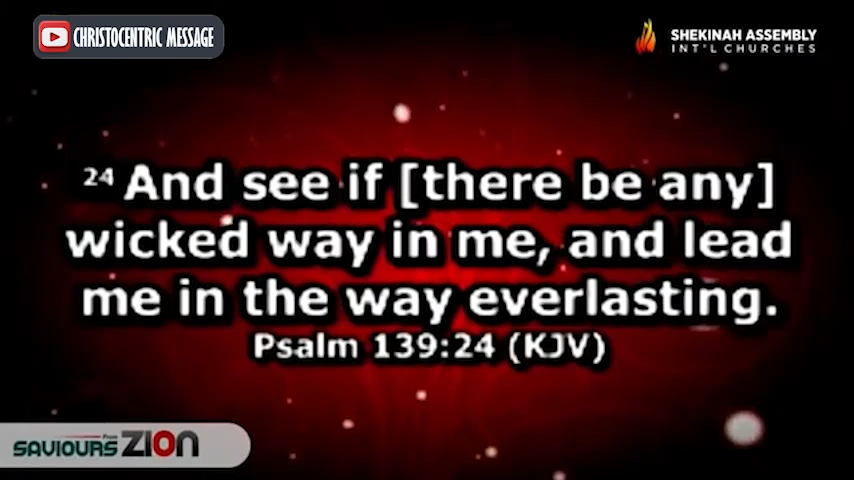 CHRISTOCENTRIC MESSAGE
SHEKINAH ASSEMBLY
INT'L CHURCHES
24 And see if [there be any]
wicked way in me, and lead
me in the way everlasting.
Psalm 139:24 (KJV)
SAVIOURS from ZION